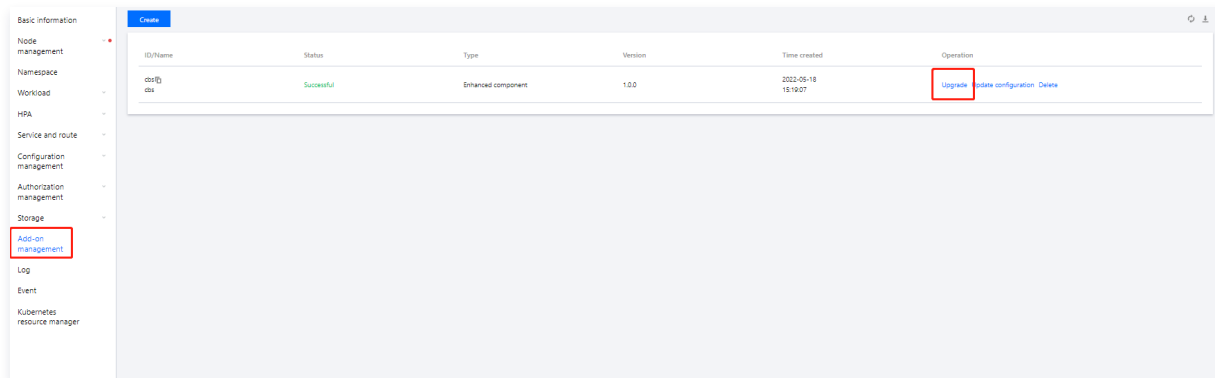 Basic information
Node
management
Namespace
Workload
HPA
Service and route
Configuration
management
Authorization
management
Storage
Add-on
management
Log
Event
Kubernetes
resource manager
Create
ID/Name Status Type Version Time created Operation
cbs
cbs
Successful
Enhanced component
1.0.0
2022-05-18
15:19:07
Upgrade Update configuration Delete